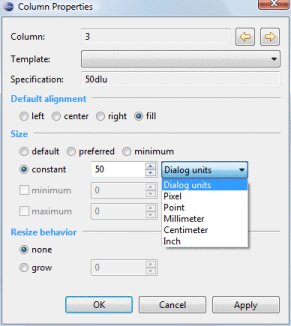 Column Properties
Column: 3
Template:
Specification: 50dlu
Default alignment
left center right fill
Size
default preferred minimum
constant 50 Dialog units
Dialog units
minimum 0 Pixel
Point
maximum 0 Millimeter
Centimeter
Resize behavior Inch
none
grow 0
OK Cancel Apply